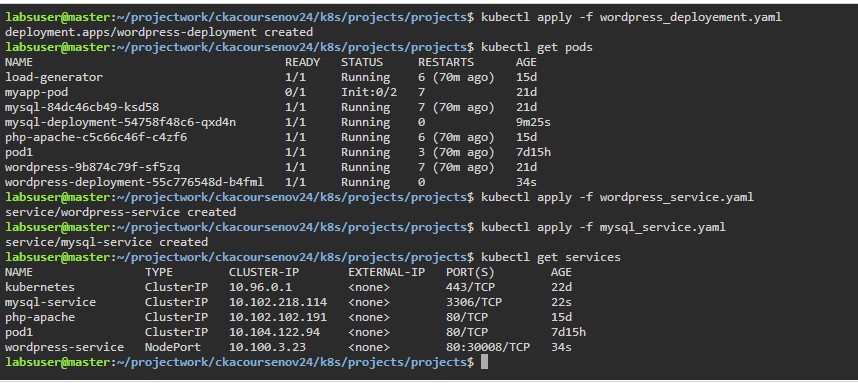 labsuser@master:~/projectwork/ckacoursenov24/k8s/projects/projects$ kubectl apply -f wordpress_deployement.yaml
deployment.apps/wordpress-deployment created
labsuser@master:~/projectwork/ckacoursenov24/k8s/projects/projects$ kubectl get pods
NAME READY STATUS RESTARTS AGE
load-generator 1/1 Running 6 (70m ago) 15d
myapp-pod 0/1 Init:0/2 7 21d
mysql-84dc46cb49-ksd58 1/1 Running 7 (70m ago) 21d
mysql-deployment-54758f48c6-qxd4n 1/1 Running 0 9m25s
php-apache-c5c66c46f-c4zf6 1/1 Running 6 (70m ago) 15d
pod1 1/1 Running 3 (70m ago) 7d15h
wordpress-9b874c79f-sf5zq 1/1 Running 7 (70m ago) 21d
wordpress-deployment-55c776548d-b4fml 1/1 Running 0 34s
labsuser@master:~/projectwork/ckacoursenov24/k8s/projects/projects$ kubectl apply -f wordpress_service.yaml
service/wordpress-service created
labsuser@master:~/projectwork/ckacoursenov24/k8s/projects/projects$ kubectl apply -f mysql_service.yaml
service/mysql-service created
labsuser@master:~/projectwork/ckacoursenov24/k8s/projects/projects$ kubectl get services
NAME TYPE CLUSTER-IP EXTERNAL-IP PORT(S) AGE
kubernetes ClusterIP 10.96.0.1 <none> 443/TCP 22d
mysql-service ClusterIP 10.102.218.114 <none> 3306/TCP 22s
php-apache ClusterIP 10.102.102.191 <none> 80/TCP 15d
pod1 ClusterIP 10.104.122.94 <none> 80/TCP 7d15h
wordpress-service NodePort 10.100.3.23 <none> 80:30008/TCP 34s
labsuser@master:~/projectwork/ckacoursenov24/k8s/projects/projects$